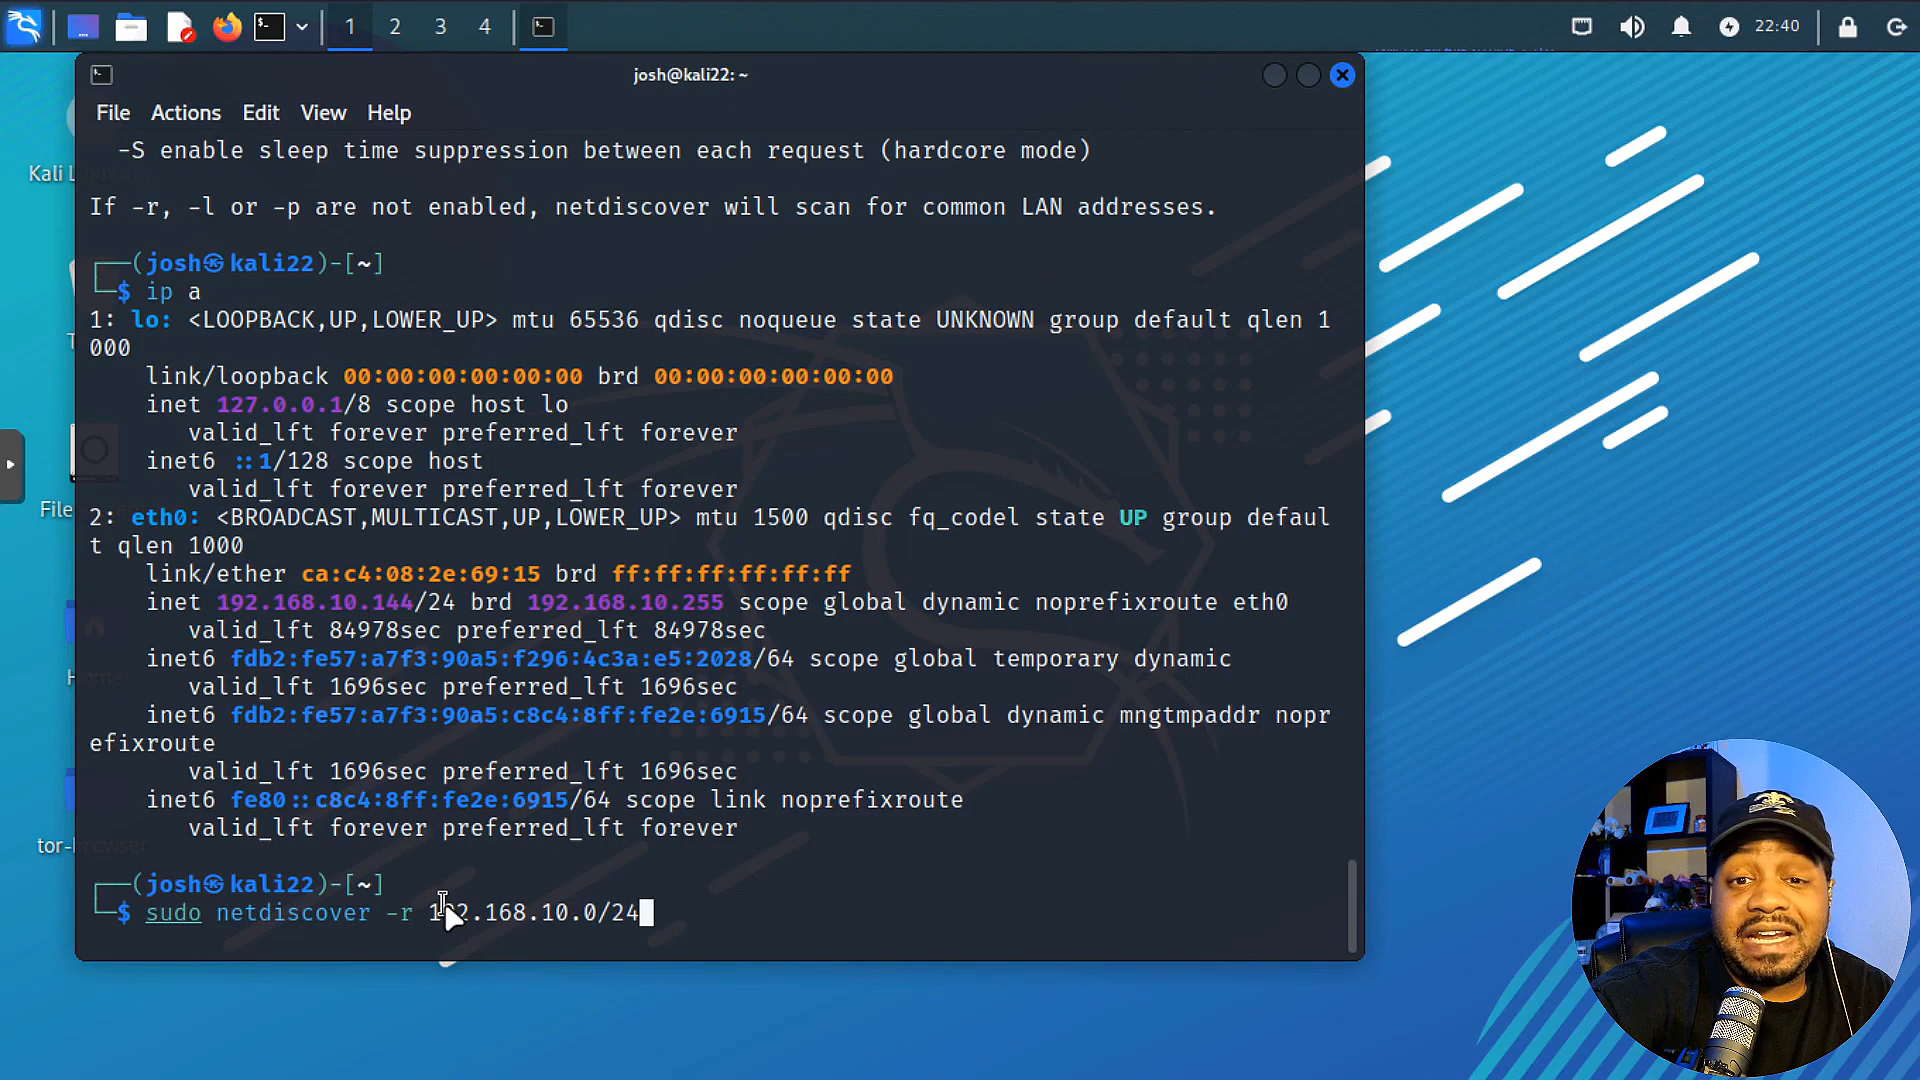 1 2 3 4
22:40
josh@kali22: ~
File Actions Edit View Help
-S enable sleep time suppression between each request (hardcore mode)
If -r, -l or -p are not enabled, netdiscover will scan for common LAN addresses.
(josh㉿kali22)-[~]
$ ip a
1: lo: <LOOPBACK,UP,LOWER_UP> mtu 65536 qdisc noqueue state UNKNOWN group default qlen 1
000
link/loopback 00:00:00:00:00:00 brd 00:00:00:00:00:00
inet 127.0.0.1/8 scope host lo
valid_lft forever preferred_lft forever
inet6 ::1/128 scope host
valid_lft forever preferred_lft forever
2: eth0: <BROADCAST,MULTICAST,UP,LOWER_UP> mtu 1500 qdisc fq_codel state UP group defaul
t qlen 1000
link/ether ca:c4:08:2e:69:15 brd ff:ff:ff:ff:ff:ff
inet 192.168.10.144/24 brd 192.168.10.255 scope global dynamic noprefixroute eth0
valid_lft 84978sec preferred_lft 84978sec
inet6 fdb2:fe57:a7f3:90a5:f296:4c3a:e5:2028/64 scope global temporary dynamic
valid_lft 1696sec preferred_lft 1696sec
inet6 fdb2:fe57:a7f3:90a5:c8c4:8ff:fe2e:6915/64 scope global dynamic mngtmpaddr nopr
efixroute
valid_lft 1696sec preferred_lft 1696sec
inet6 fe80::c8c4:8ff:fe2e:6915/64 scope link noprefixroute
valid_lft forever preferred_lft forever
(josh㉿kali22)-[~]
$ sudo netdiscover -r 192.168.10.0/24
Kali
File
Home
tor-browser